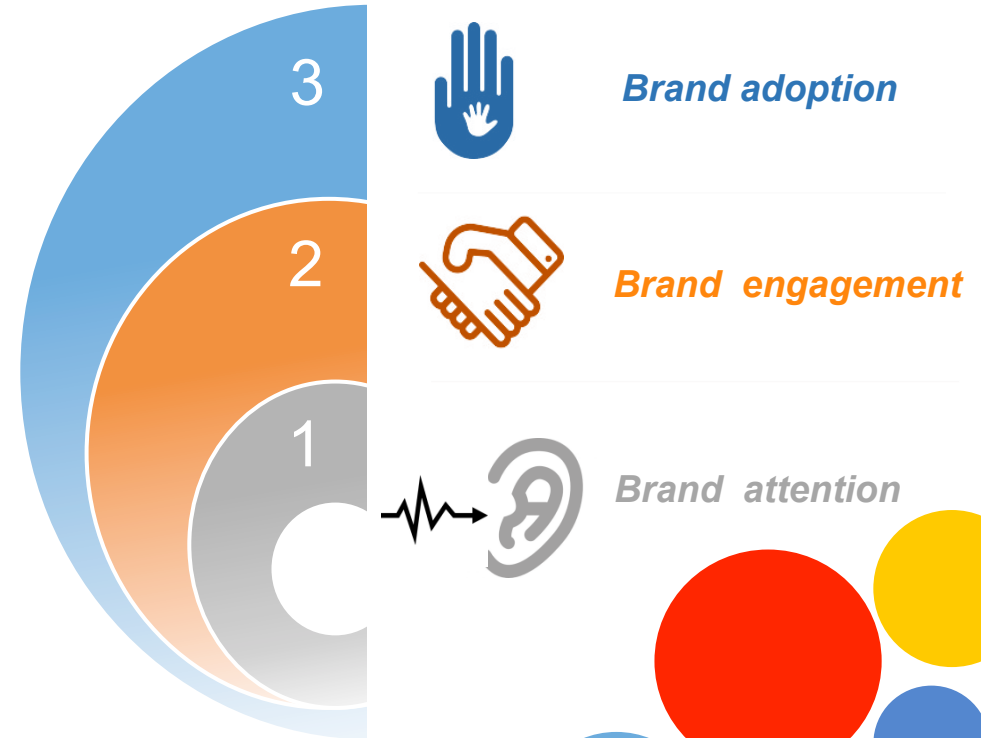 3
Brand adoption
2
Brand engagement
1
Brand attention